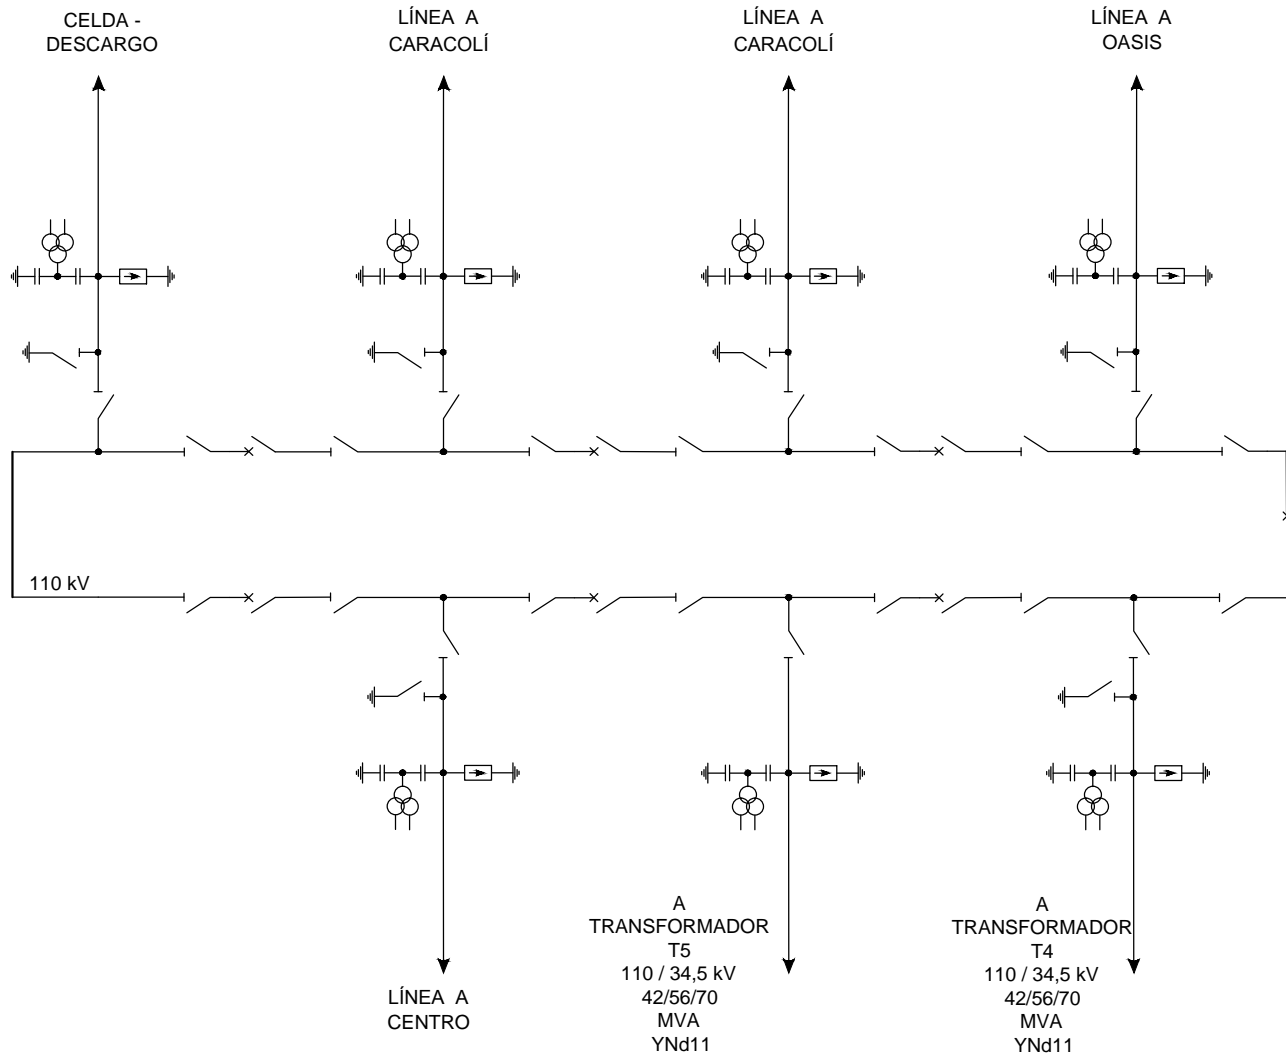 CELDA -
DESCARGO
LÍNEA A
CARACOLÍ
LÍNEA A
CARACOLÍ
LÍNEA A
OASIS
110 kV
LÍNEA A
CENTRO
A
TRANSFORMADOR
T5
110 / 34,5 kV
42/56/70
MVA
YNd11
A
TRANSFORMADOR
T4
110 / 34,5 kV
42/56/70
MVA
YNd11